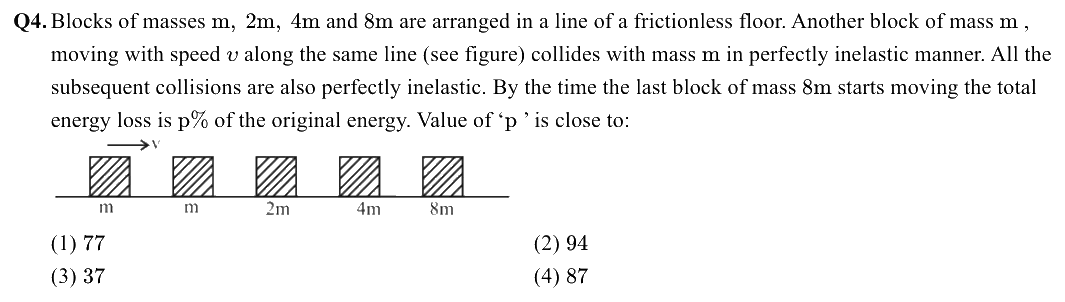 Q4. Blocks of masses m, 2m, 4m and 8m are arranged in a line of a frictionless floor. Another block of mass m ,
moving with speed v along the same line (see figure) collides with mass m in perfectly inelastic manner. All the
subsequent collisions are also perfectly inelastic. By the time the last block of mass 8m starts moving the total
energy loss is p% of the original energy. Value of ‘p ’ is close to:
v
m m 2m 4m 8m
(1) 77 (2) 94
(3) 37 (4) 87